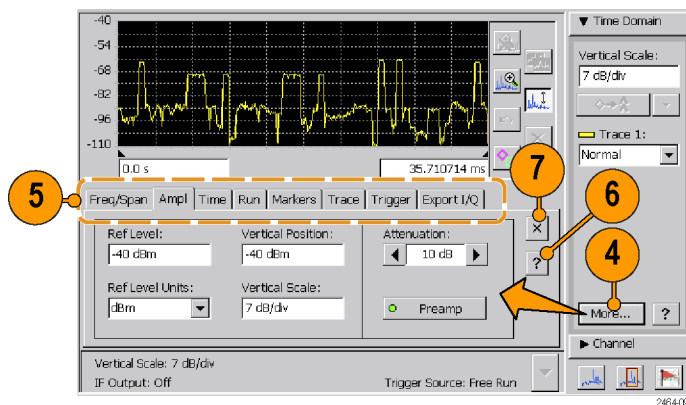 -40
-54
-68
-82
-96
-110
0.0 s
35.710714 ms
▼ Time Domain
Vertical Scale:
7 dB/div
Trace 1:
Normal
5
7
6
4
Freq/Span Ampl Time Run Markers Trace Trigger Export I/Q
Ref Level:
-40 dBm
Vertical Position:
-40 dBm
Attenuation:
10 dB
Ref Level Units:
dBm
Vertical Scale:
7 dB/div
Preamp
×
?
More...
?
► Channel
Vertical Scale: 7 dB/div
IF Output: Off
Trigger Source: Free Run